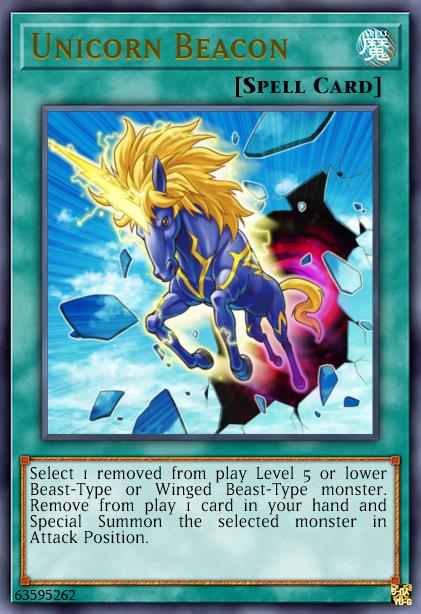 UNICORN BEACON
SPELL
魔
[SPELL CARD]
Select 1 removed from play Level 5 or lower
Beast-Type or Winged Beast-Type monster.
Remove from play 1 card in your hand and
Special Summon the selected monster in
Attack Position.
63595262